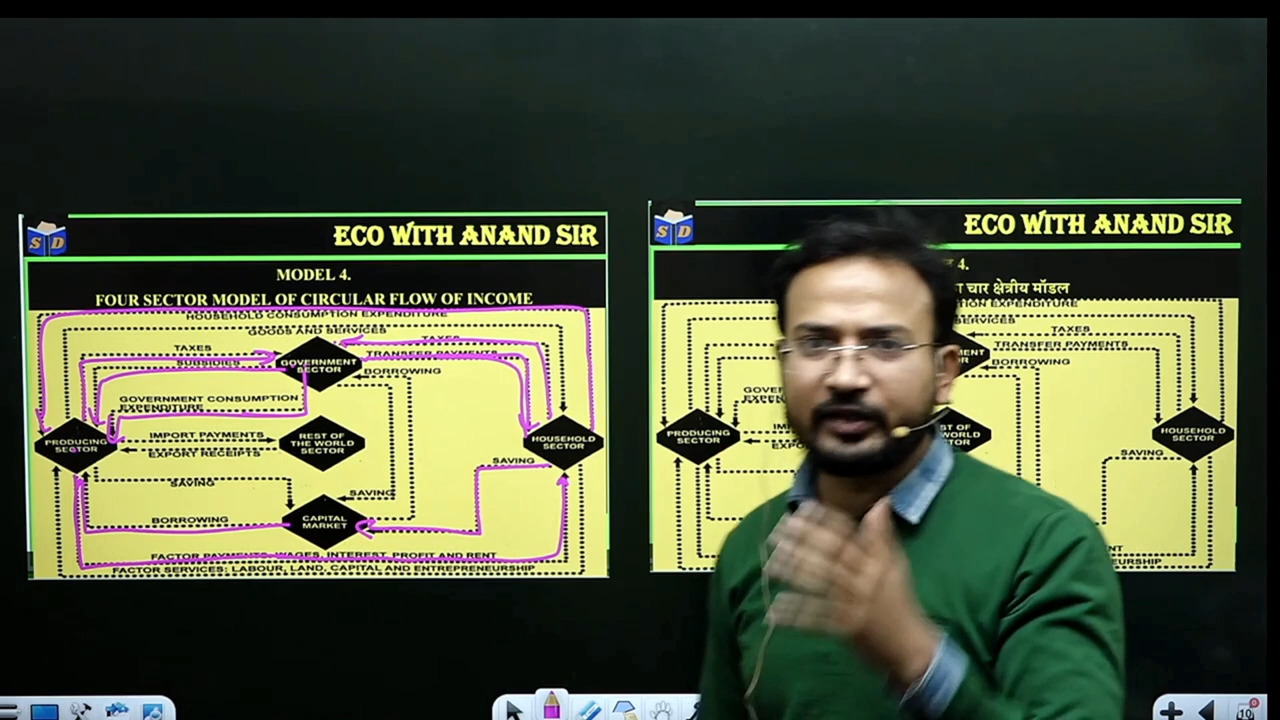 S D
ECO WITH ANAND SIR
MODEL 4.
FOUR SECTOR MODEL OF CIRCULAR FLOW OF INCOME
HOUSEHOLD CONSUMPTION EXPENDITURE
GOODS AND SERVICES
TAXES
TAXES
SUBSIDIES
TRANSFER PAYMENTS
GOVERNMENT
SECTOR
BORROWING
GOVERNMENT CONSUMPTION
EXPENDITURE
PRODUCING
SECTOR
IMPORT PAYMENTS
EXPORT RECEIPTS
REST OF
THE WORLD
SECTOR
HOUSEHOLD
SECTOR
SAVING
SAVING
SAVING
BORROWING
CAPITAL
MARKET
FACTOR PAYMENTS: WAGES, INTEREST, PROFIT AND RENT
FACTOR SERVICES: LABOUR, LAND, CAPITAL AND ENTREPRENEURSHIP
S D
ECO WITH ANAND SIR
4.
चार क्षेत्रीय मॉडल
EXPENDITURE
TAXES
TRANSFER PAYMENTS
BORROWING
PRODUCING
SECTOR
HOUSEHOLD
SECTOR
SAVING
10